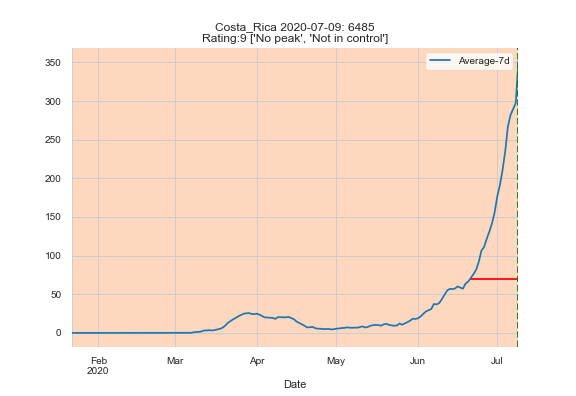 Costa_Rica 2020-07-09: 6485
Rating:9 ['No peak', 'Not in control']
Average-7d
350
300
250
200
150
100
50
0
Feb
2020
Mar
Apr
May
Jun
Jul
Date